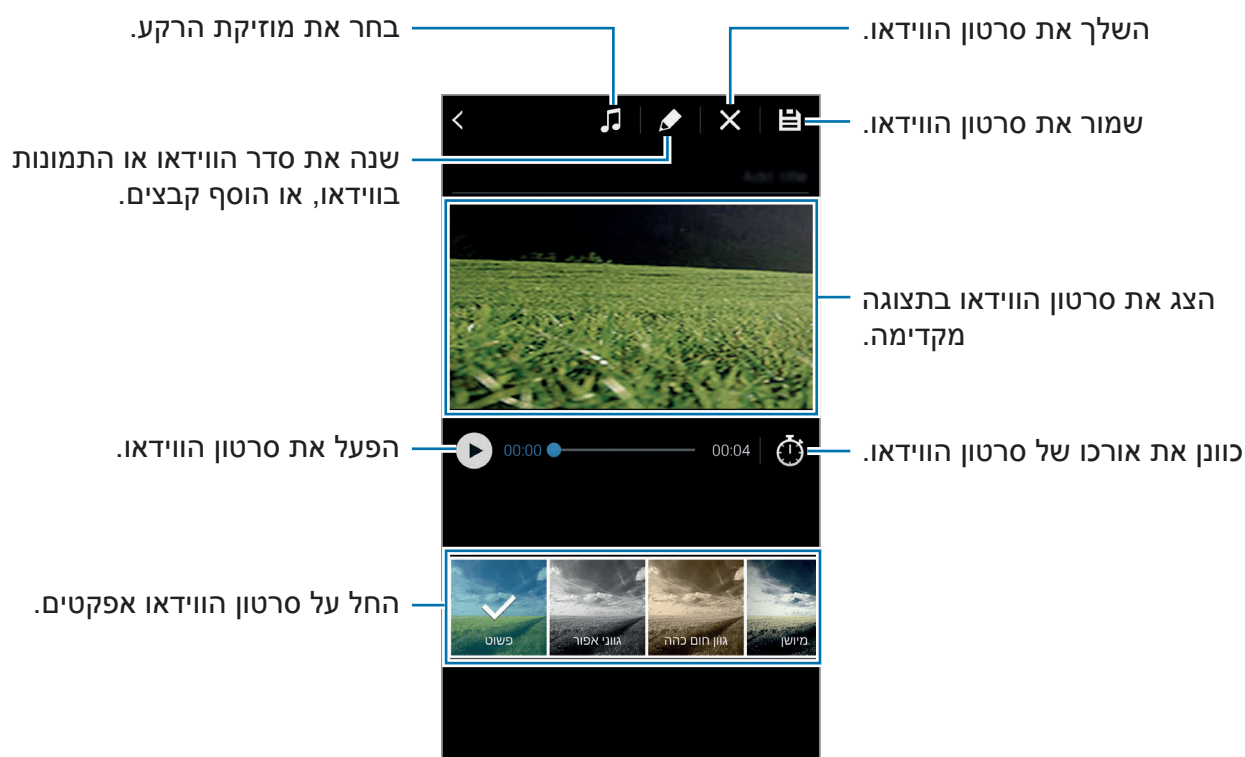 השלך את סרטון הווידאו.
בחר את מוזיקת הרקע.
שמור את סרטון הווידאו.
שנה את סדר הווידאו או התמונות
בווידאו, או הוסף קבצים.
Add title
הצג את סרטון הווידאו בתצוגה
מקדימה.
הפעל את סרטון הווידאו.
00:00
00:04
כוונן את אורכו של סרטון הווידאו.
החל על סרטון הווידאו אפקטים.
פשוט
גווני אפור
גוון חום כהה
מיושן